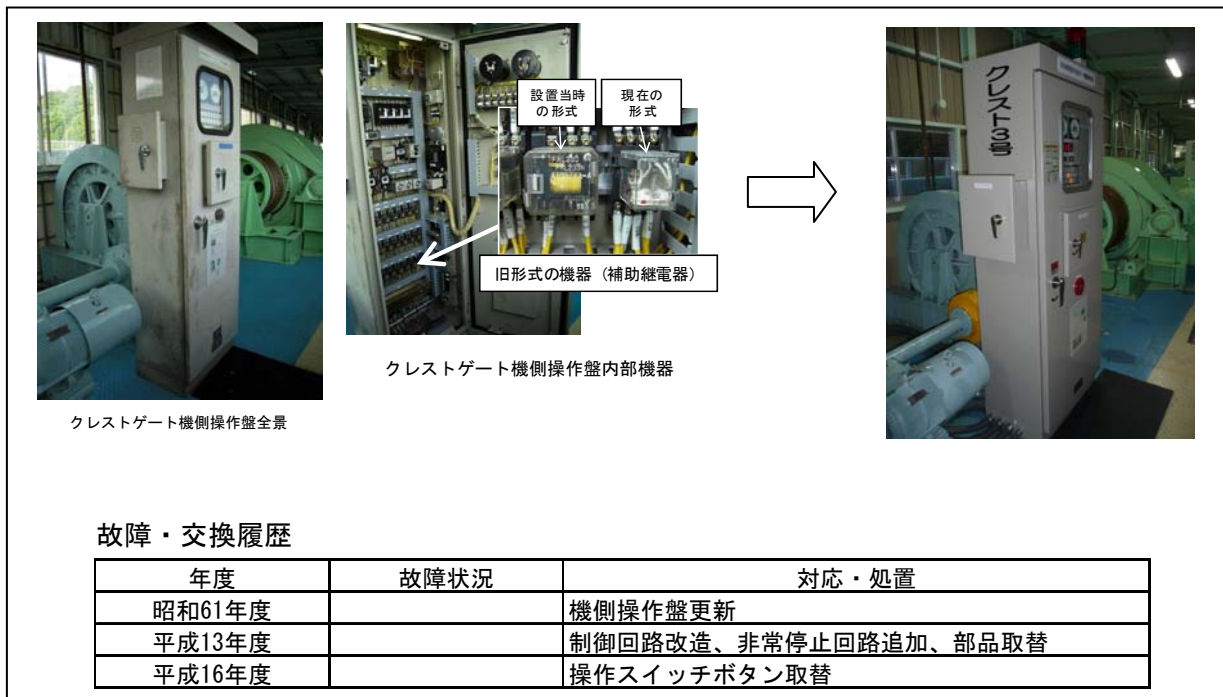 設置当時
の形式
現在の
形式
旧形式の機器（補助継電器）
クレスト3号
クレストゲート機側操作盤内部機器
クレストゲート機側操作盤全景
故障・交換履歴
年度 故障状況 対応・処置
昭和61年度 機側操作盤更新
平成13年度 制御回路改造、非常停止回路追加、部品取替
平成16年度 操作スイッチボタン取替